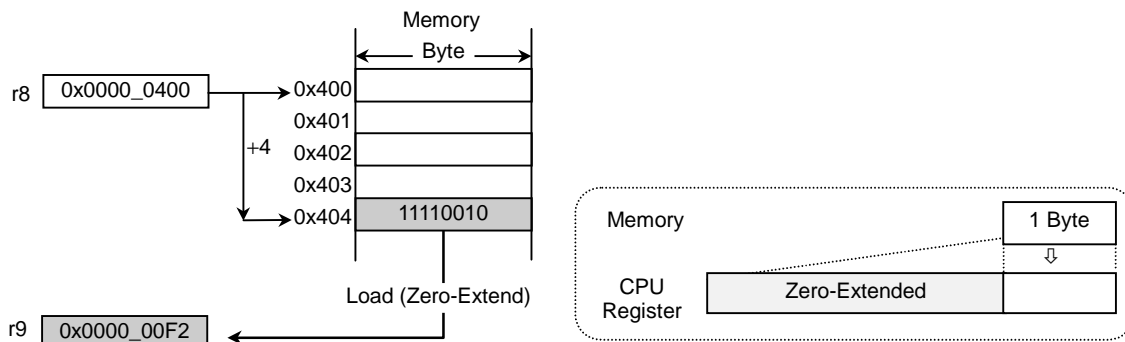 Memory
Byte
r8 0x0000_0400
0x400
0x401
+4
0x402
0x403
0x404 11110010
Load (Zero-Extend)
r9 0x0000_00F2
Memory 1 Byte
CPU
Register
Zero-Extended